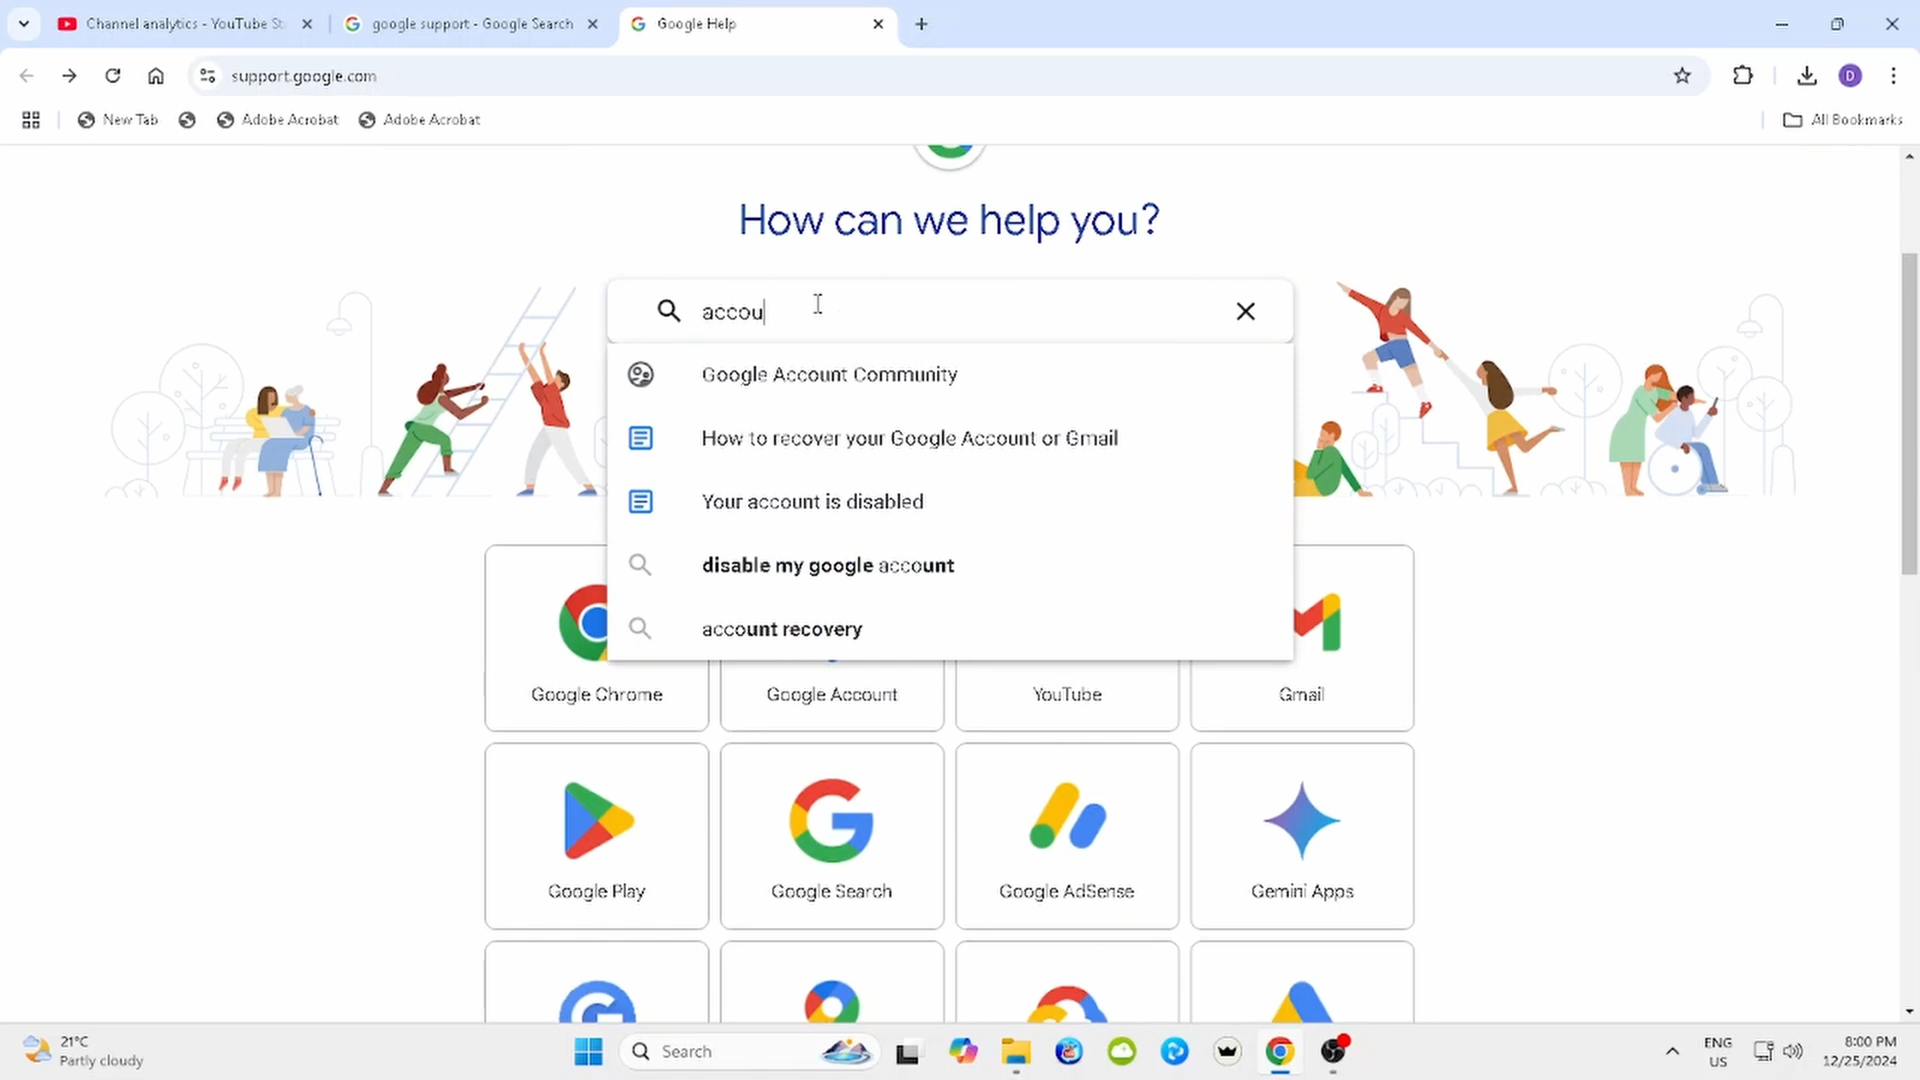 Channel analytics - YouTube St
google support - Google Search
Google Help
support.google.com
D
New Tab
Adobe Acrobat
Adobe Acrobat
All Bookmarks
How can we help you?
accou
Google Account Community
How to recover your Google Account or Gmail
Your account is disabled
disable my google account
account recovery
Google Chrome
Google Account
YouTube
Gmail
Google Play
Google Search
Google AdSense
Gemini Apps
21°C
Partly cloudy
Search
ENG
US
8:00 PM
12/25/2024